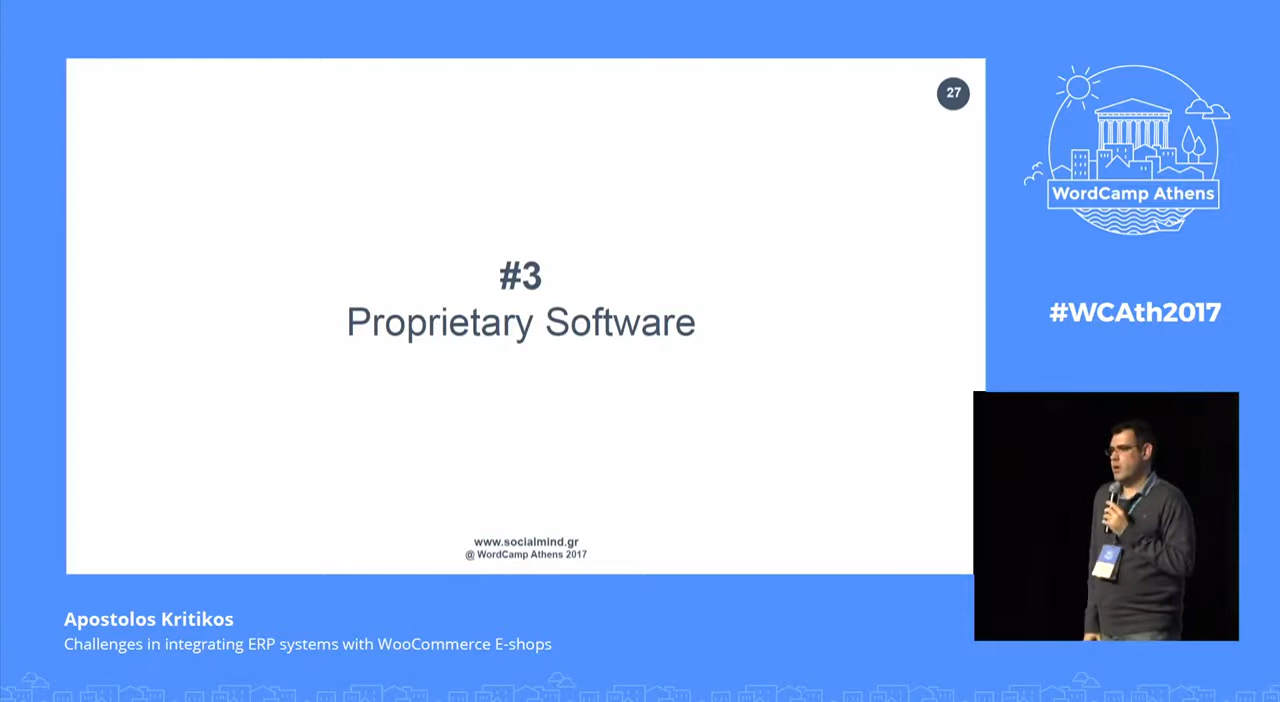 27
#3
Proprietary Software
www.socialmind.gr
@ WordCamp Athens 2017
WordCamp Athens
#WCAth2017
Apostolos Kritikos
Challenges in integrating ERP systems with WooCommerce E-shops